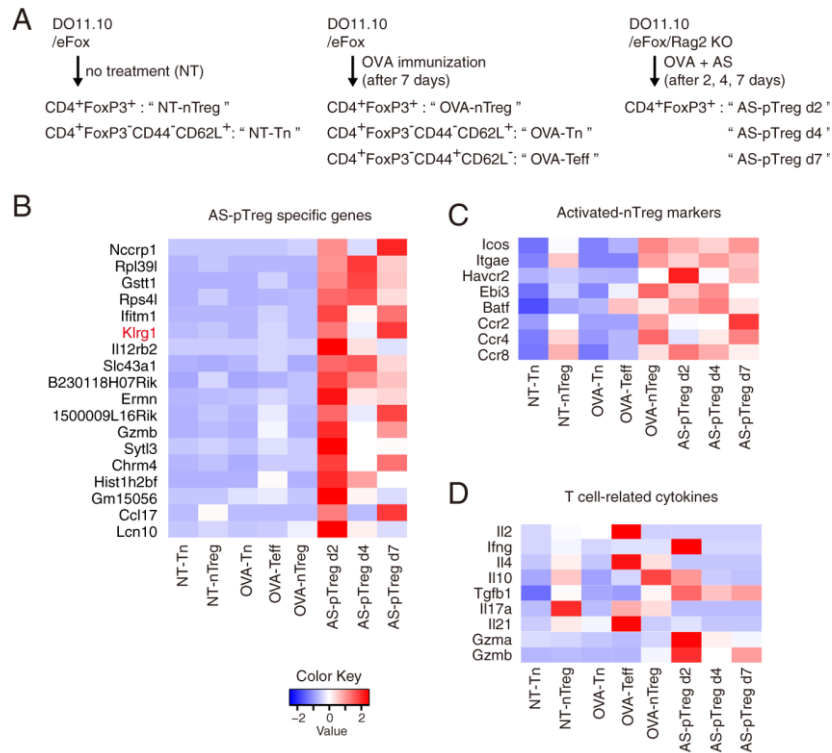 A
DO11.10
/eFox
no treatment (NT)
CD4+FoxP3+ : “ NT-nTreg ”
CD4+FoxP3-CD44-CD62L+ : “ NT-Tn ”
DO11.10
/eFox
OVA immunization
(after 7 days)
CD4+FoxP3+ : “ OVA-nTreg ”
CD4+FoxP3-CD44-CD62L+ : “ OVA-Tn ”
CD4+FoxP3-CD44+CD62L- : “ OVA-Teff ”
DO11.10
/eFox/Rag2 KO
OVA + AS
(after 2, 4, 7 days)
CD4+FoxP3+ : “ AS-pTreg d2 ”
“ AS-pTreg d4 ”
“ AS-pTreg d7 ”
B
AS-pTreg specific genes
Nccrp1
Rpl39l
Gstt1
Rps4l
Ifitm1
Klrg1
Il12rb2
Slc43a1
B230118H07Rik
Ermn
1500009L16Rik
Gzmb
Sytl3
Chrm4
Hist1h2bf
Gm15056
Ccl17
Lcn10
NT-Tn
NT-nTreg
OVA-Tn
OVA-Teff
OVA-nTreg
AS-pTreg d2
AS-pTreg d4
AS-pTreg d7
Color Key
-2 0 2
Value
C
Activated-nTreg markers
Icos
Itgae
Havcr2
Ebi3
Batf
Ccr2
Ccr4
Ccr8
NT-Tn
NT-nTreg
OVA-Tn
OVA-Teff
OVA-nTreg
AS-pTreg d2
AS-pTreg d4
AS-pTreg d7
D
T cell-related cytokines
Il2
Ifng
Il4
Il10
Tgfb1
Il17a
Il21
Gzma
Gzmb
NT-Tn
NT-nTreg
OVA-Tn
OVA-Teff
OVA-nTreg
AS-pTreg d2
AS-pTreg d4
AS-pTreg d7